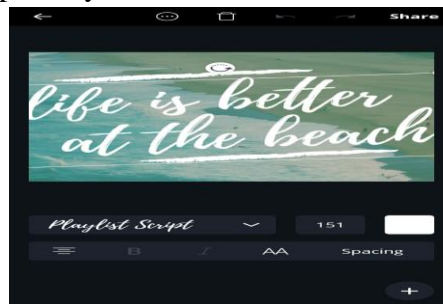 Share
life is better
at the beach
Playlist Script 151
B I AA Spacing
+